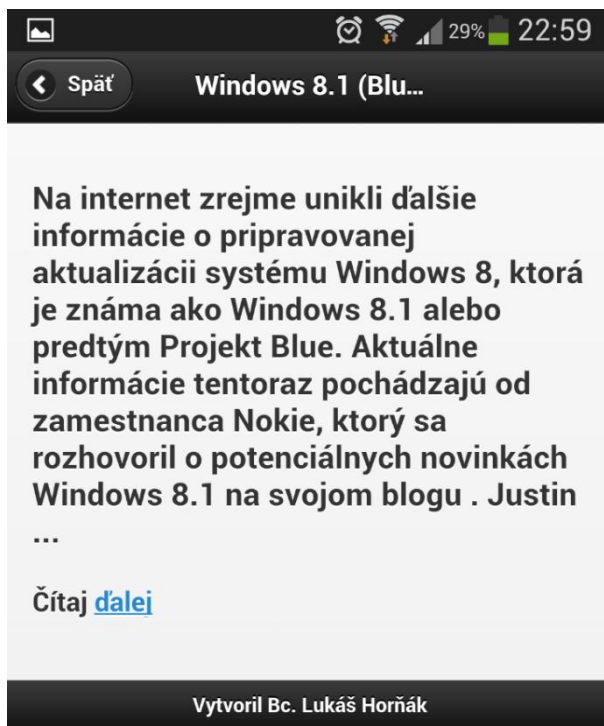 29% 22:59
Späť Windows 8.1 (Blu...
Na internet zrejme unikli ďalšie
informácie o pripravovanej
aktualizácii systému Windows 8, ktorá
je známa ako Windows 8.1 alebo
predtým Projekt Blue. Aktuálne
informácie tentoraz pochádzajú od
zamestnanca Nokie, ktorý sa
rozhovoril o potenciálnych novinkách
Windows 8.1 na svojom blogu . Justin
...
Čítaj ďalej
Vytvoril Bc. Lukáš Horňák